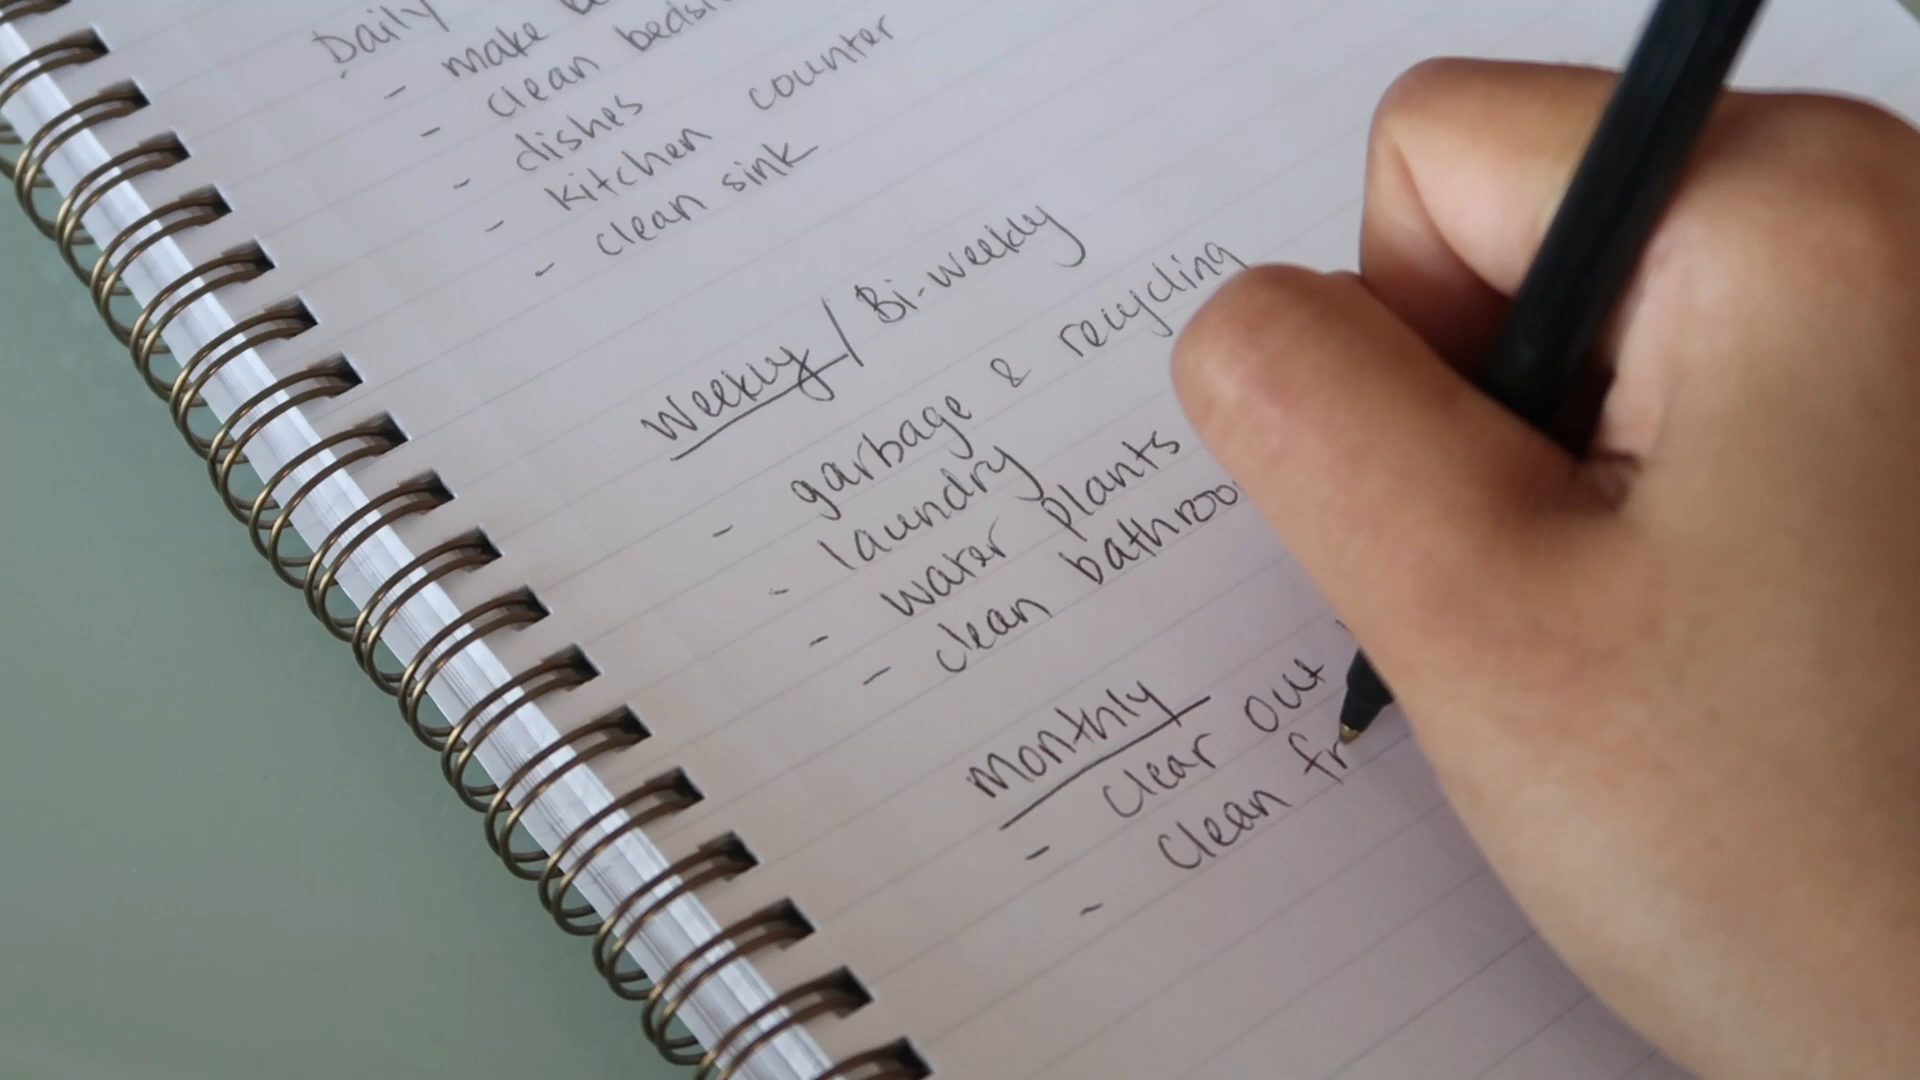 Daily
- make
- clean
- dishes
- kitchen counter
- clean sink
Weekly / Bi-weekly
- garbage & recycling
- laundry
- water plants
- clean
Monthly
- clear out
- clean fr